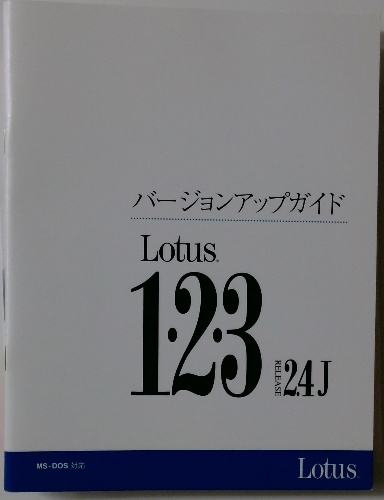 バージョンアップガイド
Lotus®
1·2·3
RELEASE 2.4J
MS-DOS 対応
Lotus®